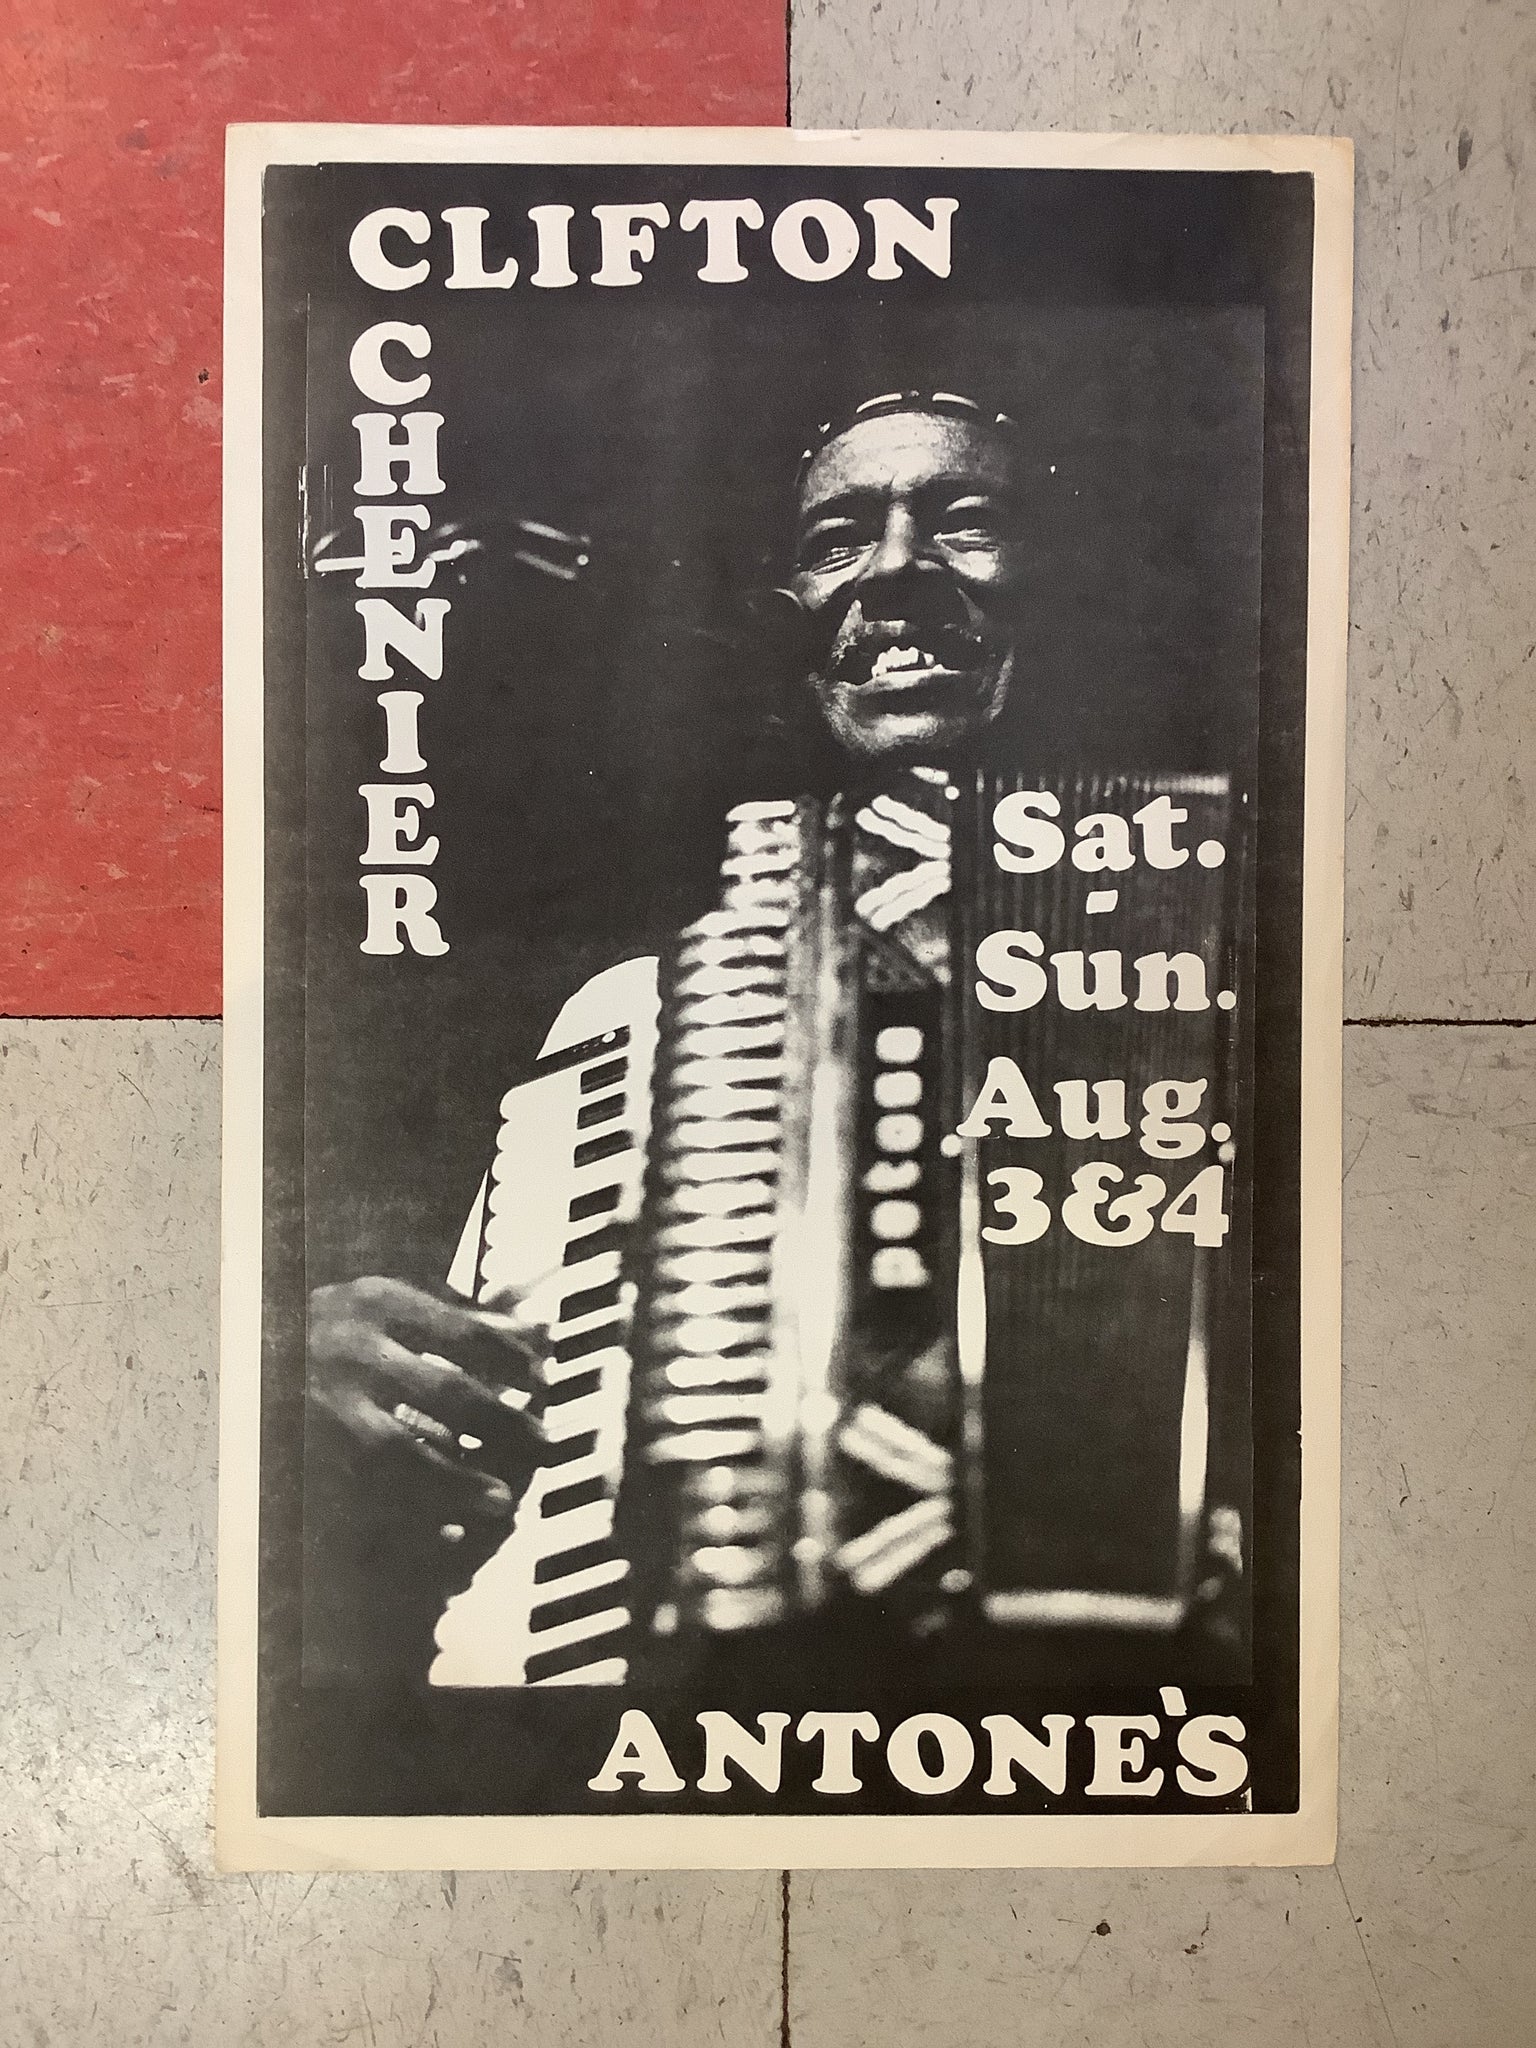 CLIFTON
CHENIER
Sat.
-
Sun.
Aug.
3&4
ANTONE'S